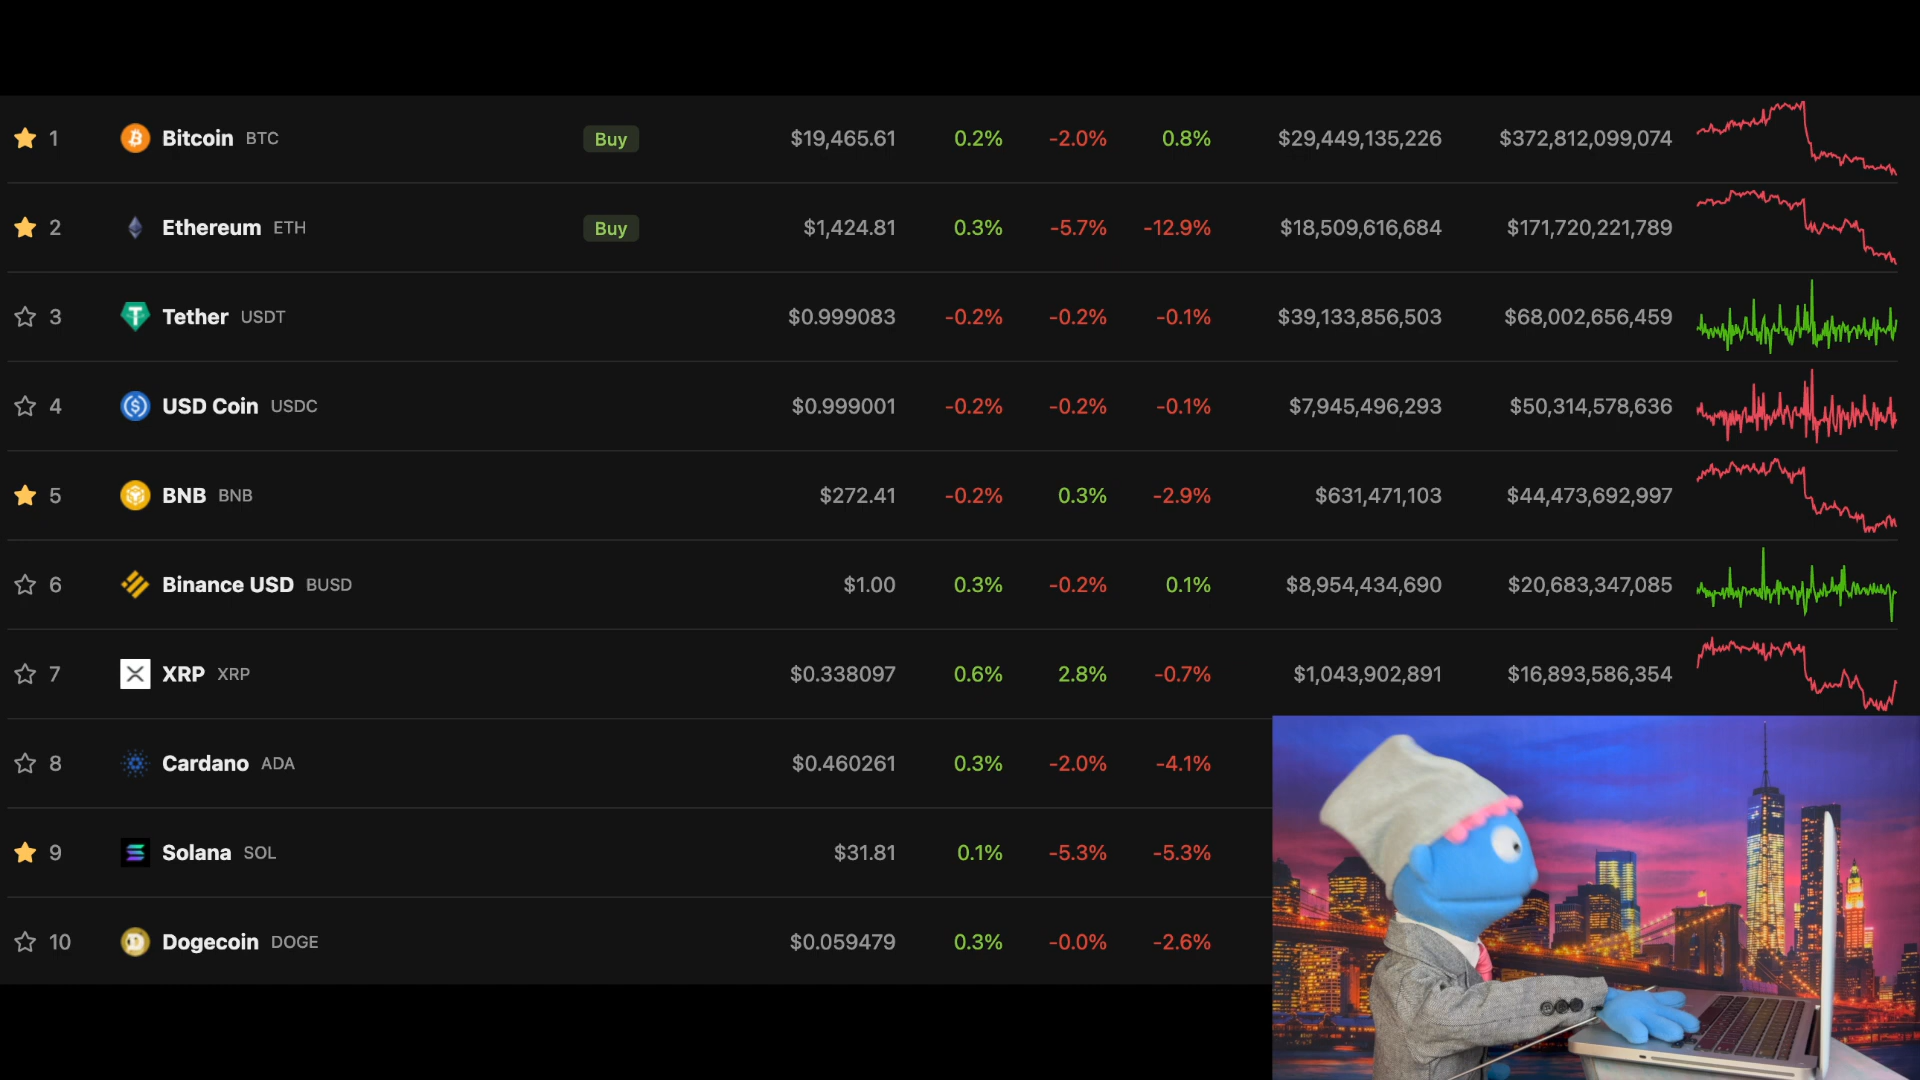 1 Bitcoin BTC Buy $19,465.61 0.2% -2.0% 0.8% $29,449,135,226 $372,812,099,074
2 Ethereum ETH Buy $1,424.81 0.3% -5.7% -12.9% $18,509,616,684 $171,720,221,789
3 Tether USDT $0.999083 -0.2% -0.2% -0.1% $39,133,856,503 $68,002,656,459
4 USD Coin USDC $0.999001 -0.2% -0.2% -0.1% $7,945,496,293 $50,314,578,636
5 BNB BNB $272.41 -0.2% 0.3% -2.9% $631,471,103 $44,473,692,997
6 Binance USD BUSD $1.00 0.3% -0.2% 0.1% $8,954,434,690 $20,683,347,085
7 XRP XRP $0.338097 0.6% 2.8% -0.7% $1,043,902,891 $16,893,586,354
8 Cardano ADA $0.460261 0.3% -2.0% -4.1%
9 Solana SOL $31.81 0.1% -5.3% -5.3%
10 Dogecoin DOGE $0.059479 0.3% -0.0% -2.6%